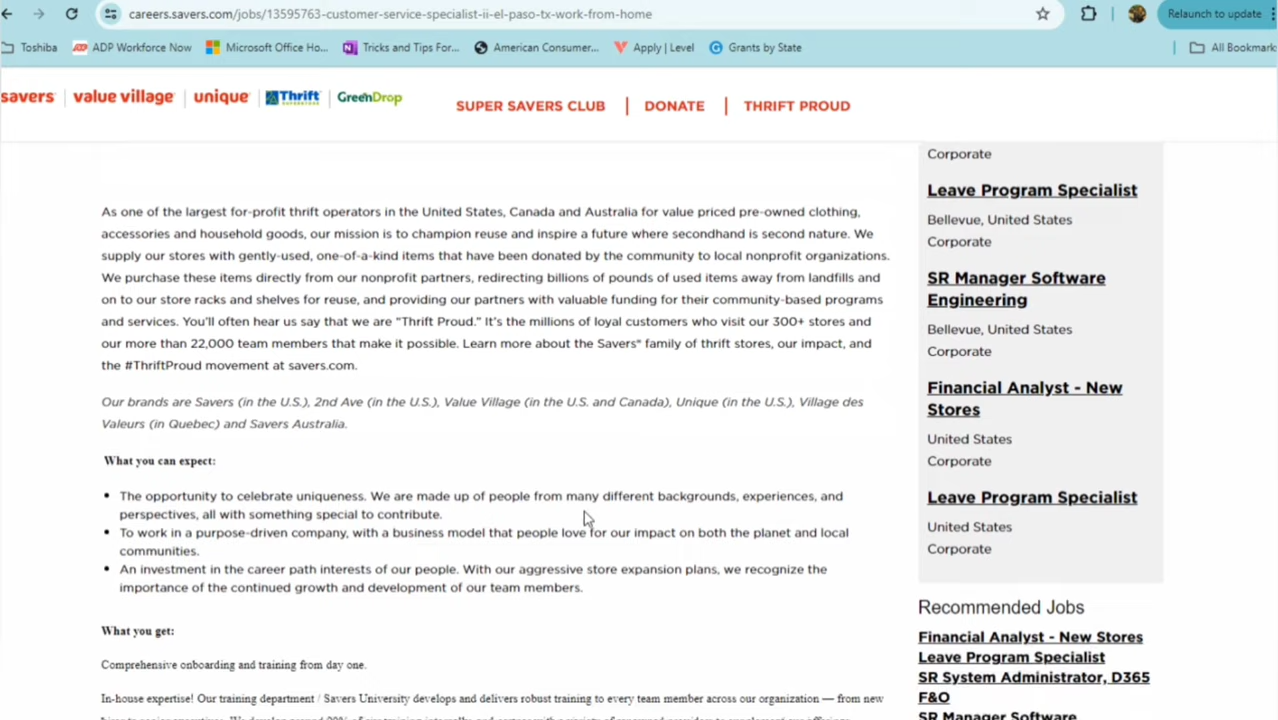 careers.savers.com/jobs/13595763-customer-service-specialist-ii-el-paso-tx-work-from-home
Relaunch to update
Toshiba
ADP Workforce Now
Microsoft Office Ho...
Tricks and Tips For...
American Consumer...
Apply | Level
Grants by State
All Bookmark
savers
value village
unique
Thrift
GreenDrop
SUPER SAVERS CLUB
DONATE
THRIFT PROUD
As one of the largest for-profit thrift operators in the United States, Canada and Australia for value priced pre-owned clothing,
accessories and household goods, our mission is to champion reuse and inspire a future where secondhand is second nature. We
supply our stores with gently-used, one-of-a-kind items that have been donated by the community to local nonprofit organizations.
We purchase these items directly from our nonprofit partners, redirecting billions of pounds of used items away from landfills and
on to our store racks and shelves for reuse, and providing our partners with valuable funding for their community-based programs
and services. You'll often hear us say that we are “Thrift Proud.” It's the millions of loyal customers who visit our 300+ stores and
our more than 22,000 team members that make it possible. Learn more about the Savers® family of thrift stores, our impact, and
the #ThriftProud movement at savers.com.
Our brands are Savers (in the U.S.), 2nd Ave (in the U.S.), Value Village (in the U.S. and Canada), Unique (in the U.S.), Village des
Valeurs (in Quebec) and Savers Australia.
What you can expect:
• The opportunity to celebrate uniqueness. We are made up of people from many different backgrounds, experiences, and
perspectives, all with something special to contribute.
• To work in a purpose-driven company, with a business model that people love for our impact on both the planet and local
communities.
• An investment in the career path interests of our people. With our aggressive store expansion plans, we recognize the
importance of the continued growth and development of our team members.
What you get:
Comprehensive onboarding and training from day one.
In-house expertise! Our training department / Savers University develops and delivers robust training to every team member across our organization — from new
Corporate
Leave Program Specialist
Bellevue, United States
Corporate
SR Manager Software
Engineering
Bellevue, United States
Corporate
Financial Analyst - New
Stores
United States
Corporate
Leave Program Specialist
United States
Corporate
Recommended Jobs
Financial Analyst - New Stores
Leave Program Specialist
SR System Administrator, D365
F&O
SR Manager Software